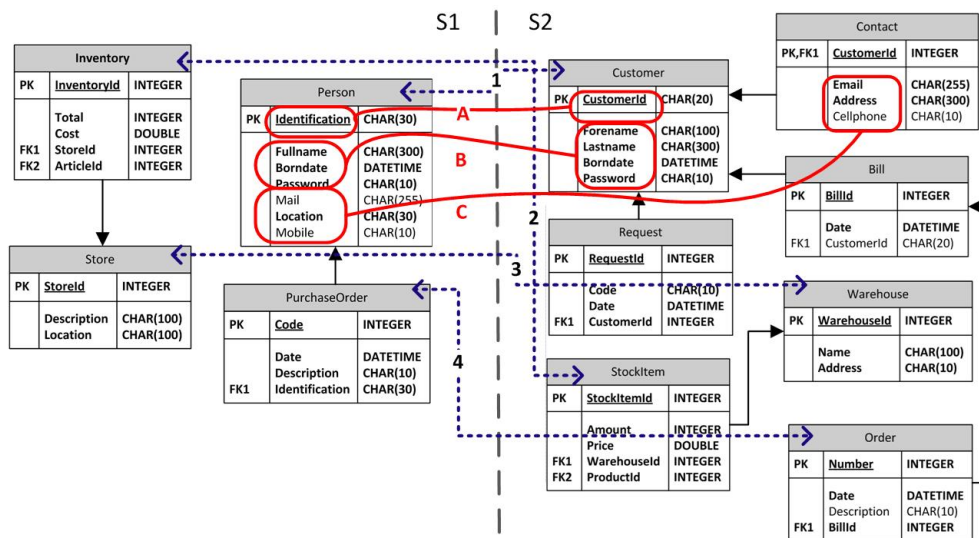 S1
S2
Inventory
PK InventoryId INTEGER
Total INTEGER
Cost DOUBLE
FK1 StoreId INTEGER
FK2 ArticleId INTEGER
Person
PK Identification CHAR(30)
Fullname CHAR(300)
Borndate DATETIME
Password CHAR(10)
Mail CHAR(255)
Location CHAR(30)
Mobile CHAR(10)
Store
PK StoreId INTEGER
Description CHAR(100)
Location CHAR(100)
PurchaseOrder
PK Code INTEGER
Date DATETIME
Description CHAR(10)
FK1 Identification CHAR(30)
1
A
B
C
2
3
4
Customer
PK CustomerId CHAR(20)
Forename CHAR(100)
Lastname CHAR(300)
Borndate DATETIME
Password CHAR(10)
Contact
PK,FK1 CustomerId INTEGER
Email CHAR(255)
Address CHAR(300)
Cellphone CHAR(10)
Bill
PK BillId INTEGER
Date DATETIME
FK1 CustomerId CHAR(20)
Request
PK RequestId INTEGER
Code CHAR(10)
Date DATETIME
FK1 CustomerId INTEGER
Warehouse
PK WarehouseId INTEGER
Name CHAR(100)
Address CHAR(10)
StockItem
PK StockItemId INTEGER
Amount INTEGER
Price DOUBLE
FK1 WarehouseId INTEGER
FK2 ProductId INTEGER
Order
PK Number INTEGER
Date DATETIME
Description CHAR(10)
FK1 BillId INTEGER